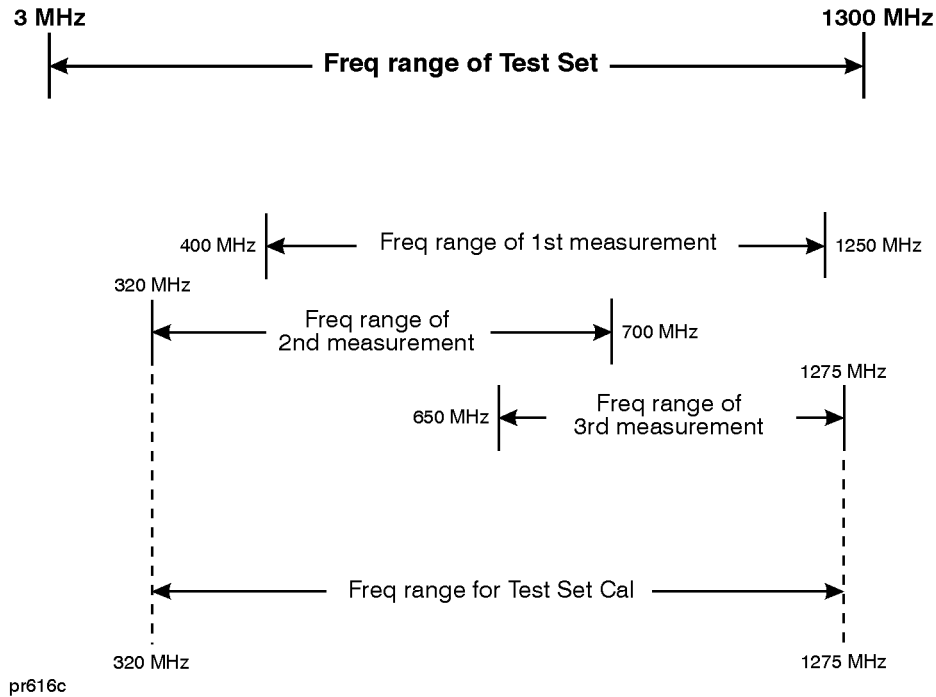 3 MHz
1300 MHz
Freq range of Test Set
400 MHz
Freq range of 1st measurement
1250 MHz
320 MHz
Freq range of
2nd measurement
700 MHz
1275 MHz
650 MHz
Freq range of
3rd measurement
Freq range for Test Set Cal
320 MHz
1275 MHz
pr616c